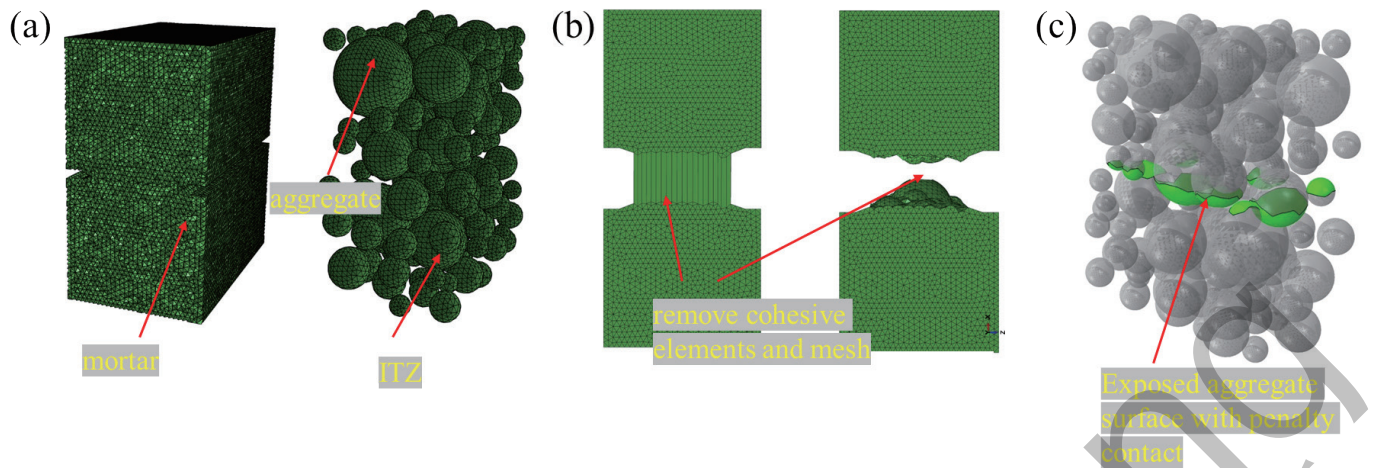 (a)
aggregate
mortar
ITZ
(b)
remove cohesive
elements and mesh
X
Y
Z
(c)
Exposed aggregate
surface with penalty
contact